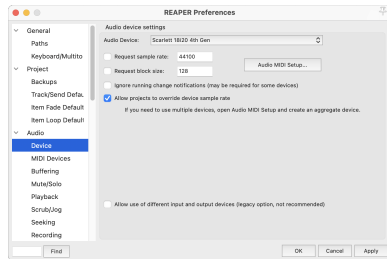 REAPER Preferences
General
Paths
Keyboard/Multito
Project
Backups
Track/Send Defau
Item Fade Default
Item Loop Default
Audio
Device
MIDI Devices
Buffering
Mute/Solo
Playback
Scrub/Jog
Seeking
Recording
Find
Audio device settings
Audio Device: Scarlett 18i20 4th Gen
Request sample rate: 44100
Audio MIDI Setup...
Request block size: 128
Ignore running change notifications (may be required for some devices)
Allow projects to override device sample rate
If you need to use multiple devices, open Audio MIDI Setup and create an aggregate device.
Allow use of different input and output devices (legacy option, not recommended)
OK
Cancel
Apply